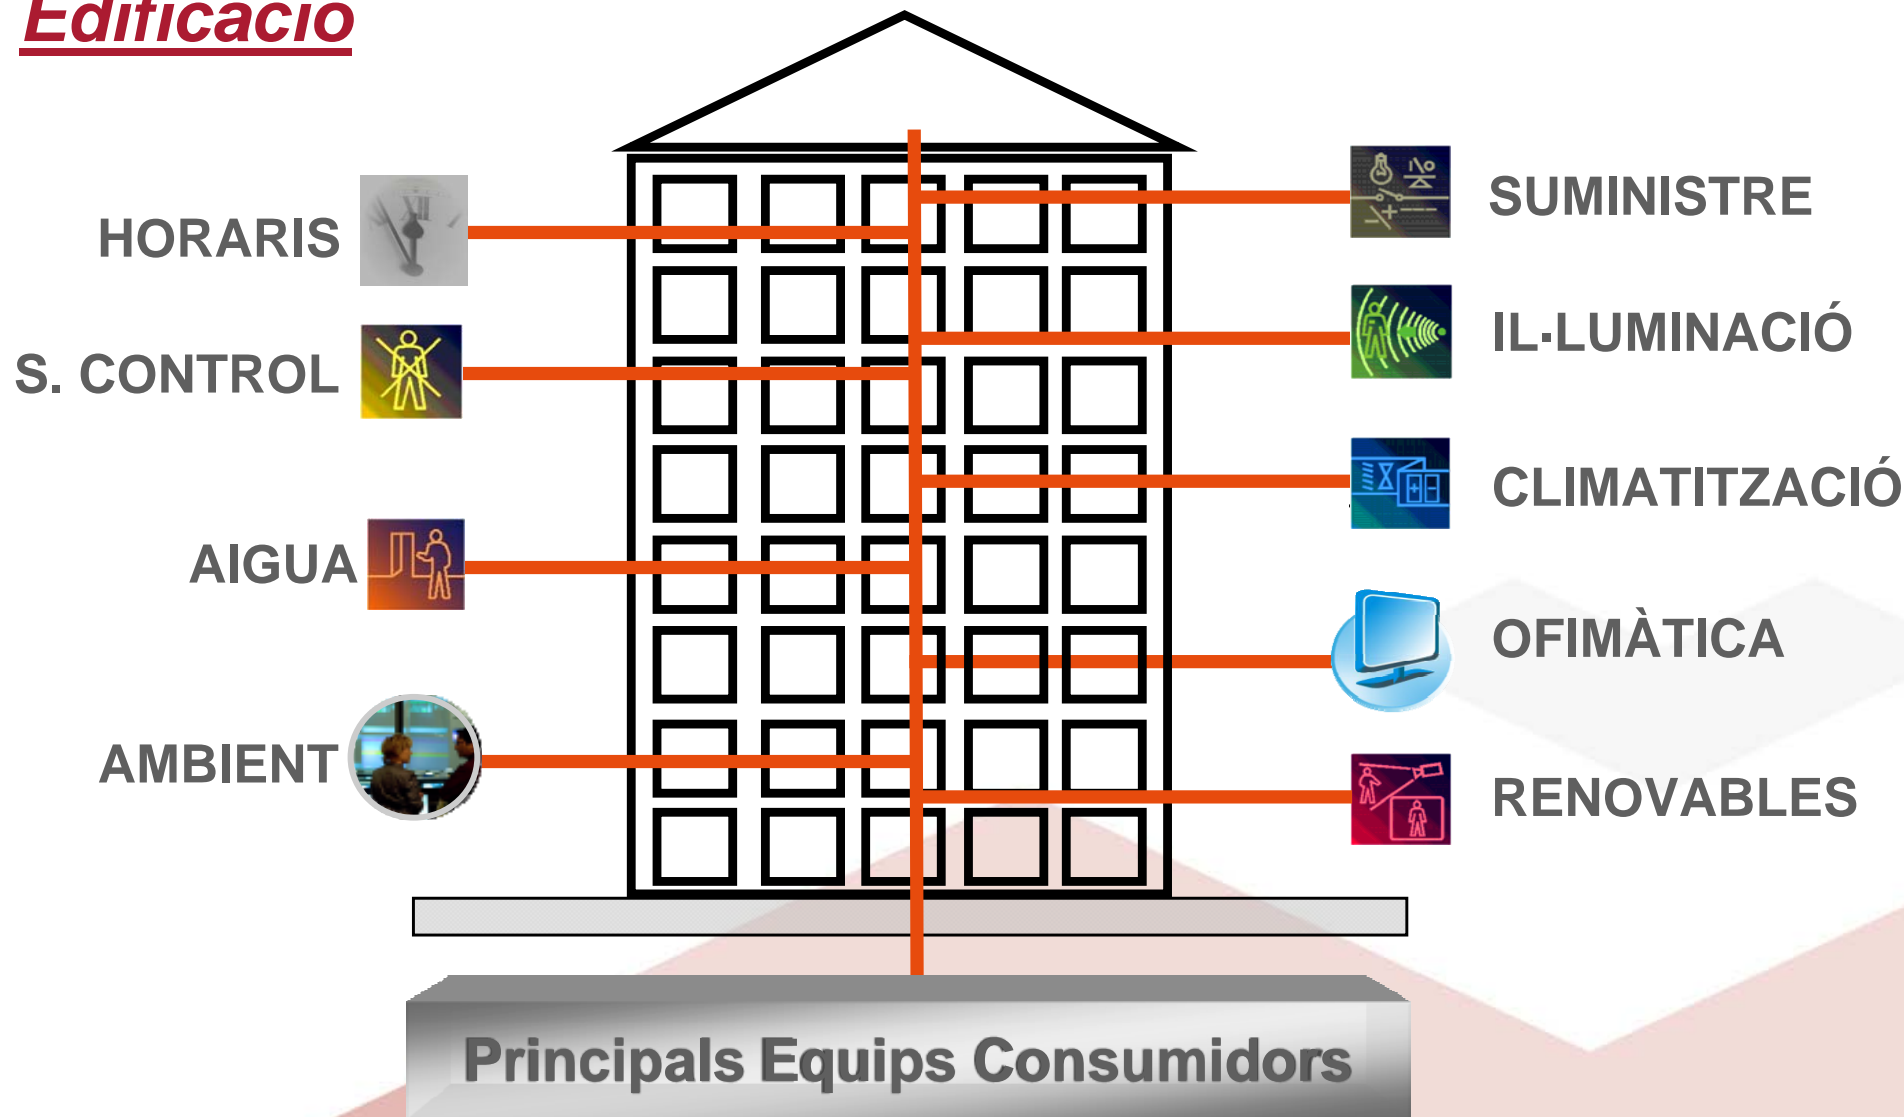 Edificació
HORARIS
SUMINISTRE
S. CONTROL
IL·LUMINACIÓ
CLIMATITZACIÓ
AIGUA
OFIMÀTICA
AMBIENT
RENOVABLES
Principals Equips Consumidors